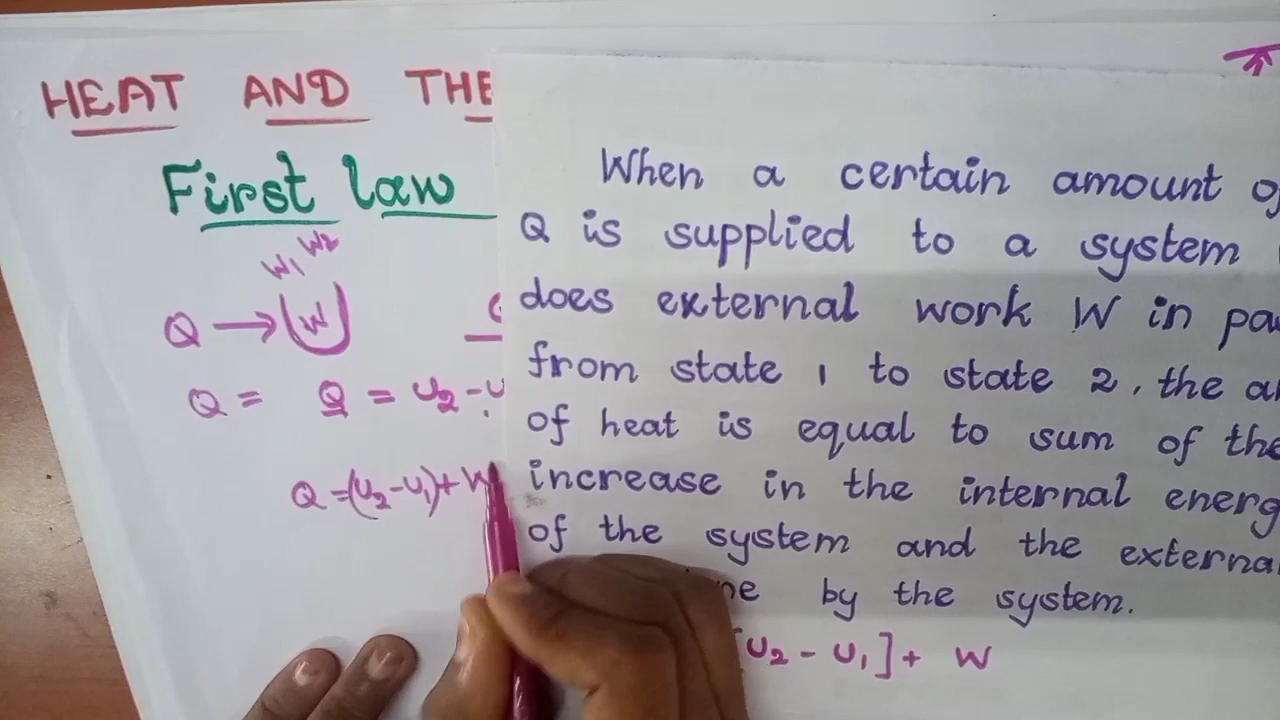 HEAT AND THE
First law
W1 W2
Q → W
Q = Q = U2 - U
Q = (U2 - U1) + W
When a certain amount of
Q is supplied to a system
does external work W in pa
from state 1 to state 2, the a
of heat is equal to sum of the
increase in the internal energ
of the system and the externa
by the system.
[U2 - U1] + W